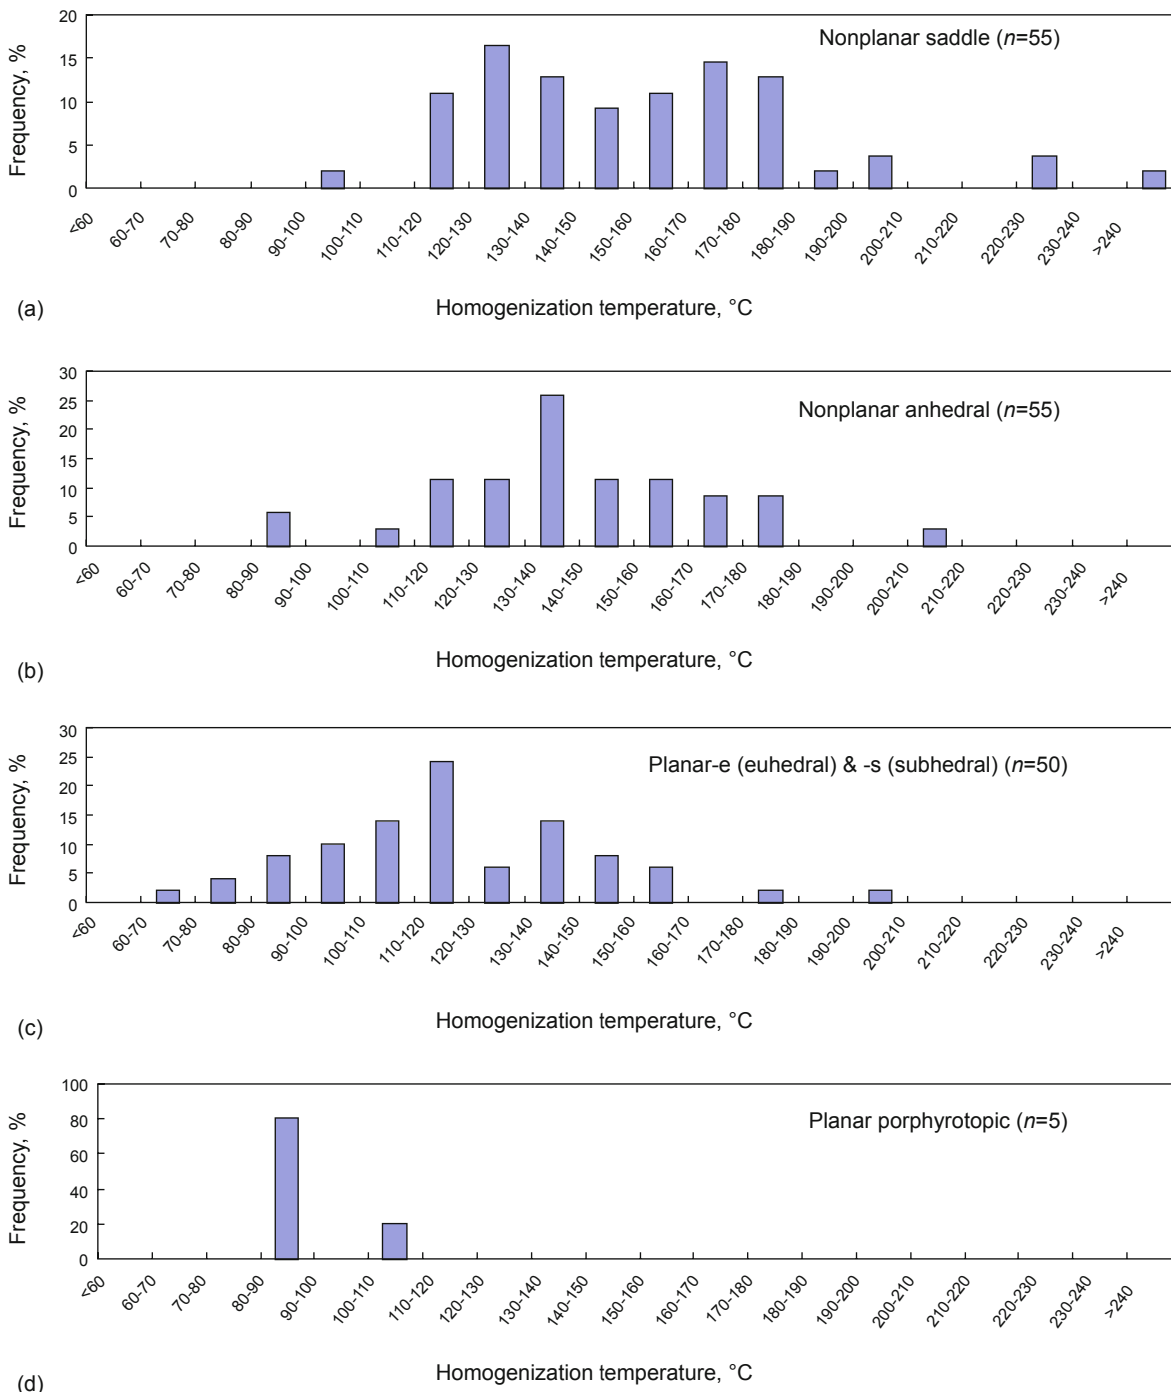 20
15
10
5
0
Frequency, %
Nonplanar saddle (n=55)
<60 60-70 70-80 80-90 90-100 100-110 110-120 120-130 130-140 140-150 150-160 160-170 170-180 180-190 190-200 200-210 210-220 220-230 230-240 >240
(a)
Homogenization temperature, °C
30
25
20
15
10
5
0
Frequency, %
Nonplanar anhedral (n=55)
<60 60-70 70-80 80-90 90-100 100-110 110-120 120-130 130-140 140-150 150-160 160-170 170-180 180-190 190-200 200-210 210-220 220-230 230-240 >240
(b)
Homogenization temperature, °C
30
25
20
15
10
5
0
Frequency, %
Planar-e (euhedral) & -s (subhedral) (n=50)
<60 60-70 70-80 80-90 90-100 100-110 110-120 120-130 130-140 140-150 150-160 160-170 170-180 180-190 190-200 200-210 210-220 220-230 230-240 >240
(c)
Homogenization temperature, °C
100
80
60
40
20
0
Frequency, %
Planar porphyrotopic (n=5)
<60 60-70 70-80 80-90 90-100 100-110 110-120 120-130 130-140 140-150 150-160 160-170 170-180 180-190 190-200 200-210 210-220 220-230 230-240 >240
(d)
Homogenization temperature, °C